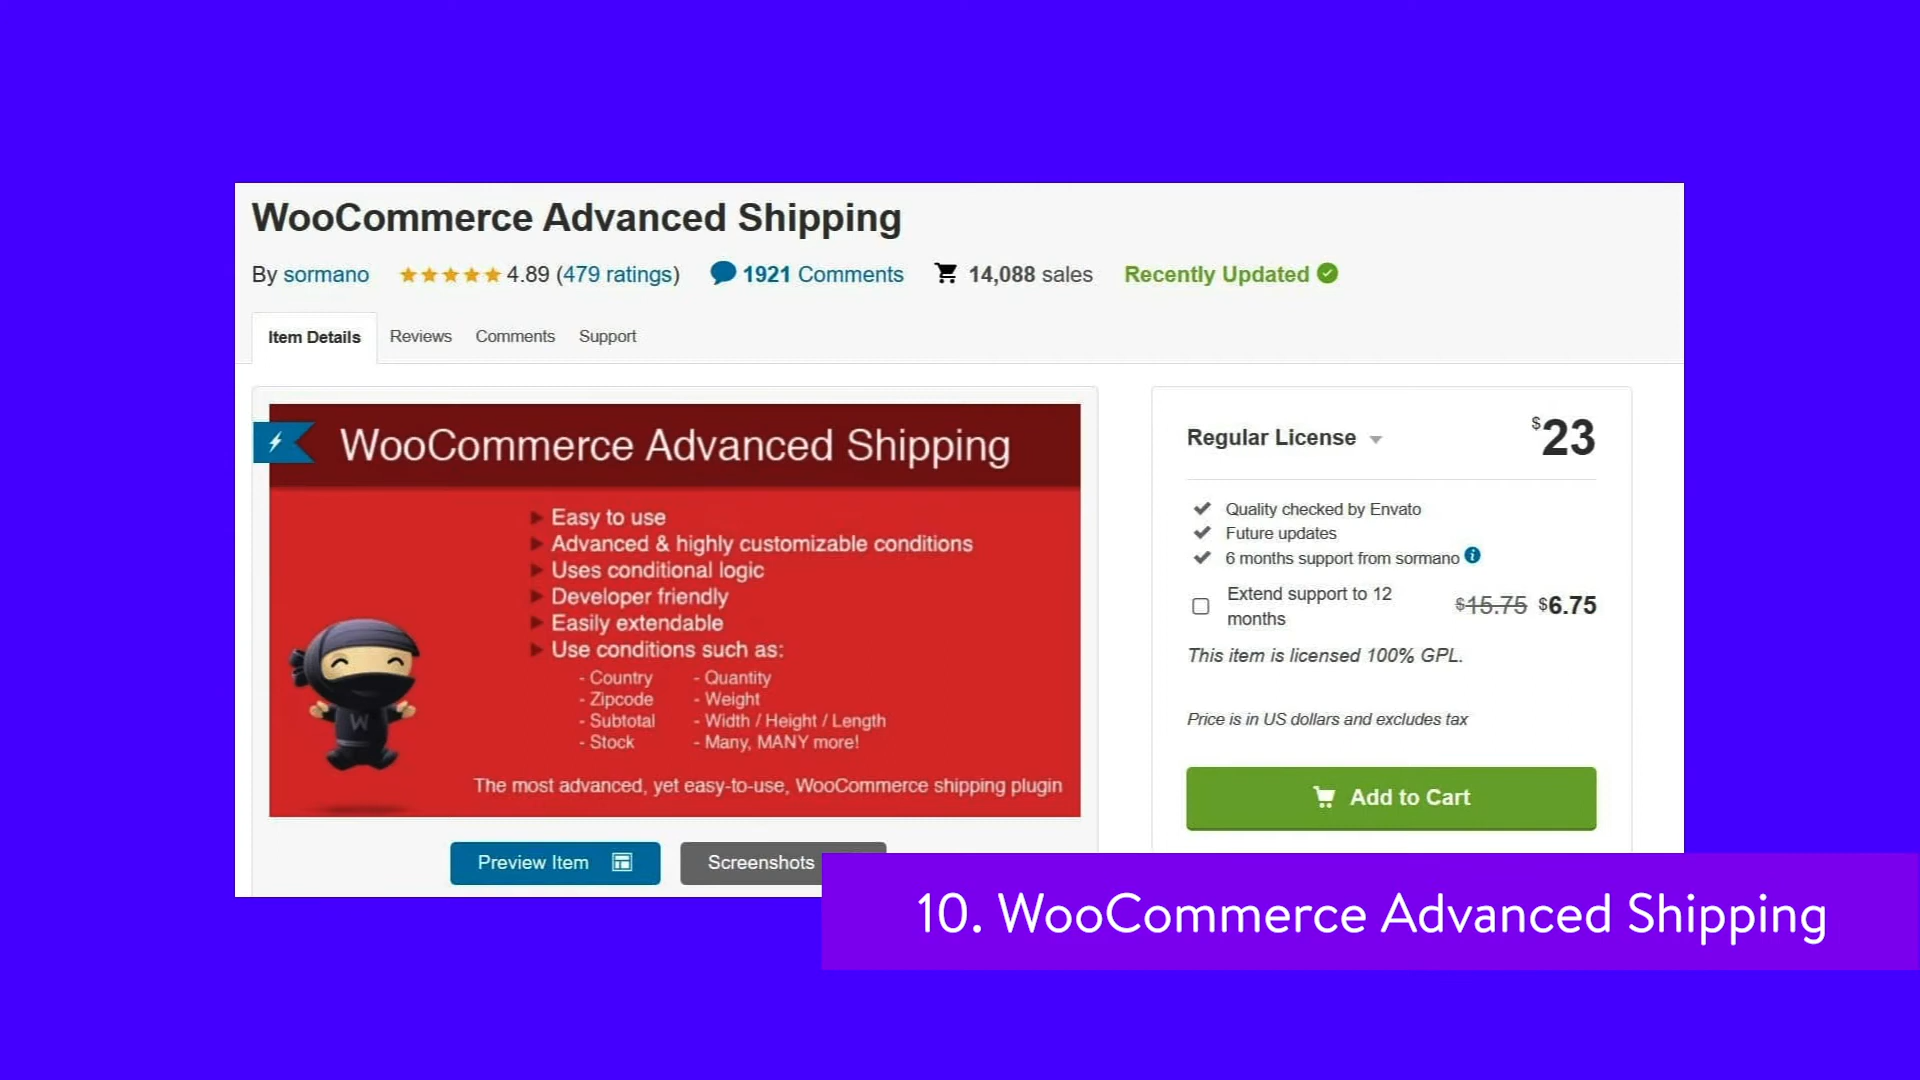 WooCommerce Advanced Shipping
By sormano 4.89 (479 ratings) 1921 Comments 14,088 sales Recently Updated
Item Details Reviews Comments Support
WooCommerce Advanced Shipping
Easy to use
Advanced & highly customizable conditions
Uses conditional logic
Developer friendly
Easily extendable
Use conditions such as:
- Country - Quantity
- Zipcode - Weight
- Subtotal - Width / Height / Length
- Stock - Many, MANY more!
W
The most advanced, yet easy-to-use, WooCommerce shipping plugin
Preview Item Screenshots
Regular License $23
Quality checked by Envato
Future updates
6 months support from sormano
Extend support to 12 months $15.75 $6.75
This item is licensed 100% GPL.
Price is in US dollars and excludes tax
Add to Cart
10. WooCommerce Advanced Shipping